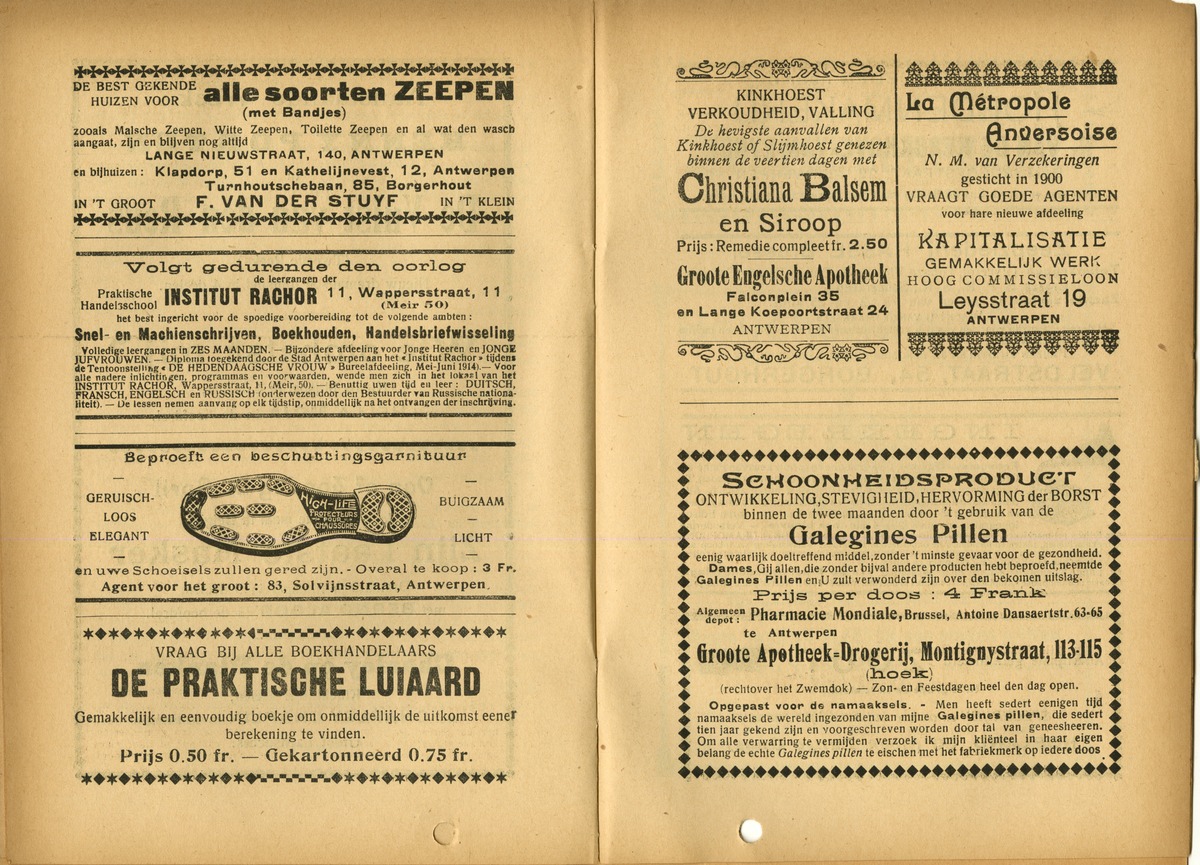 DE BEST GEKENDE
HUIZEN VOOR
alle soorten ZEEPEN
(met Bandjes)
zooals Malsche Zeepen, Witte Zeepen, Toilette Zeepen en al wat den wasch
aangaat, zijn en blijven nog altijd
LANGE NIEUWSTRAAT, 140, ANTWERPEN
en bijhuizen : Klapdorp, 51 en Kathelijnevest, 12, Antwerpen
Turnhoutschebaan, 85, Borgerhout
IN 'T GROOT F. VAN DER STUYF IN 'T KLEIN
Volgt gedurende den oorlog
de leergangen der
Praktische
Handelsschool
INSTITUT RACHOR 11, Wappersstraat, 11
(Meir 50)
het best ingericht voor de spoedige voorbereiding tot de volgende ambten :
Snel- en Machienschrijven, Boekhouden, Handelsbriefwisseling
Volledige leergangen in ZES MAANDEN. — Bijzondere afdeeling voor Jonge Heeren en JONGE
JUFVROUWEN. — Diploma toegekend door de Stad Antwerpen aan het « Institut Rachor » tijdens
de Tentoonstelling « DE HEDENDAAGSCHE VROUW » Bureelafdeeling, Mei-Juni 1914).— Voor
alle nadere inlichtingen, programmas en voorwaarden, wende men zich in het lokaal van het
INSTITUT RACHOR, Wappersstraat, 11, (Meir, 50). — Benuttig uwen tijd en leer : DUITSCH,
FRANSCH, ENGELSCH en RUSSISCH (onderwezen door den Bestuurder van Russische nationa-
liteit). — De lessen nemen aanvang op elk tijdstip, onmiddellijk na het ontvangen der inschrijving.
Beproeft een beschuttingsgarnituur
GERUISCH-
LOOS
ELEGANT
HIGH-LIFE
PROTECTEURS
POUR
CHAUSSURES
BUIGZAAM
LICHT
en uwe Schoeisels zullen gered zijn. - Overal te koop : 3 Fr.
Agent voor het groot : 83, Solvijnsstraat, Antwerpen.
VRAAG BIJ ALLE BOEKHANDELAARS
DE PRAKTISCHE LUIAARD
Gemakkelijk en eenvoudig boekje om onmiddellijk de uitkomst eener
berekening te vinden.
Prijs 0.50 fr. — Gekartonneerd 0.75 fr.
KINKHOEST
VERKOUDHEID, VALLING
De hevigste aanvallen van
Kinkhoest of Slijmhoest genezen
binnen de veertien dagen met
Christiana Balsem
en Siroop
Prijs : Remedie compleet fr. 2.50
Groote Engelsche Apotheek
Falconplein 35
en Lange Koepoortstraat 24
ANTWERPEN
La Métropole
Anversoise
N. M. van Verzekeringen
gesticht in 1900
VRAAGT GOEDE AGENTEN
voor hare nieuwe afdeeling
KAPITALISATIE
GEMAKKELIJK WERK
HOOG COMMISSIELOON
Leysstraat 19
ANTWERPEN
SCHOONHEIDSPRODUCT
ONTWIKKELING, STEVIGHEID, HERVORMING der BORST
binnen de twee maanden door 't gebruik van de
Galegines Pillen
eenig waarlijk doeltreffend middel, zonder 't minste gevaar voor de gezondheid.
Dames, Gij allen, die zonder bijval andere producten hebt beproefd, neemt de
Galegines Pillen en U zult verwonderd zijn over den bekomen uitslag.
Prijs per doos : 4 Frank
Algemeen
depot :
Pharmacie Mondiale, Brussel, Antoine Dansaertstr. 63-65
te Antwerpen
Groote Apotheek-Drogerij, Montignystraat, 113-115
(hoek)
(rechtover het Zwemdok) — Zon- en Feestdagen heel den dag open.
Opgepast voor de namaaksels. - Men heeft sedert eenigen tijd
namaaksels de wereld ingezonden van mijne Galegines pillen, die sedert
tien jaar gekend zijn en voorgeschreven worden door tal van geneesheeren.
Om alle verwarring te vermijden verzoek ik mijn kliënteel in haar eigen
belang de echte Galegines pillen te eischen met het fabriekmerk op iedere doos